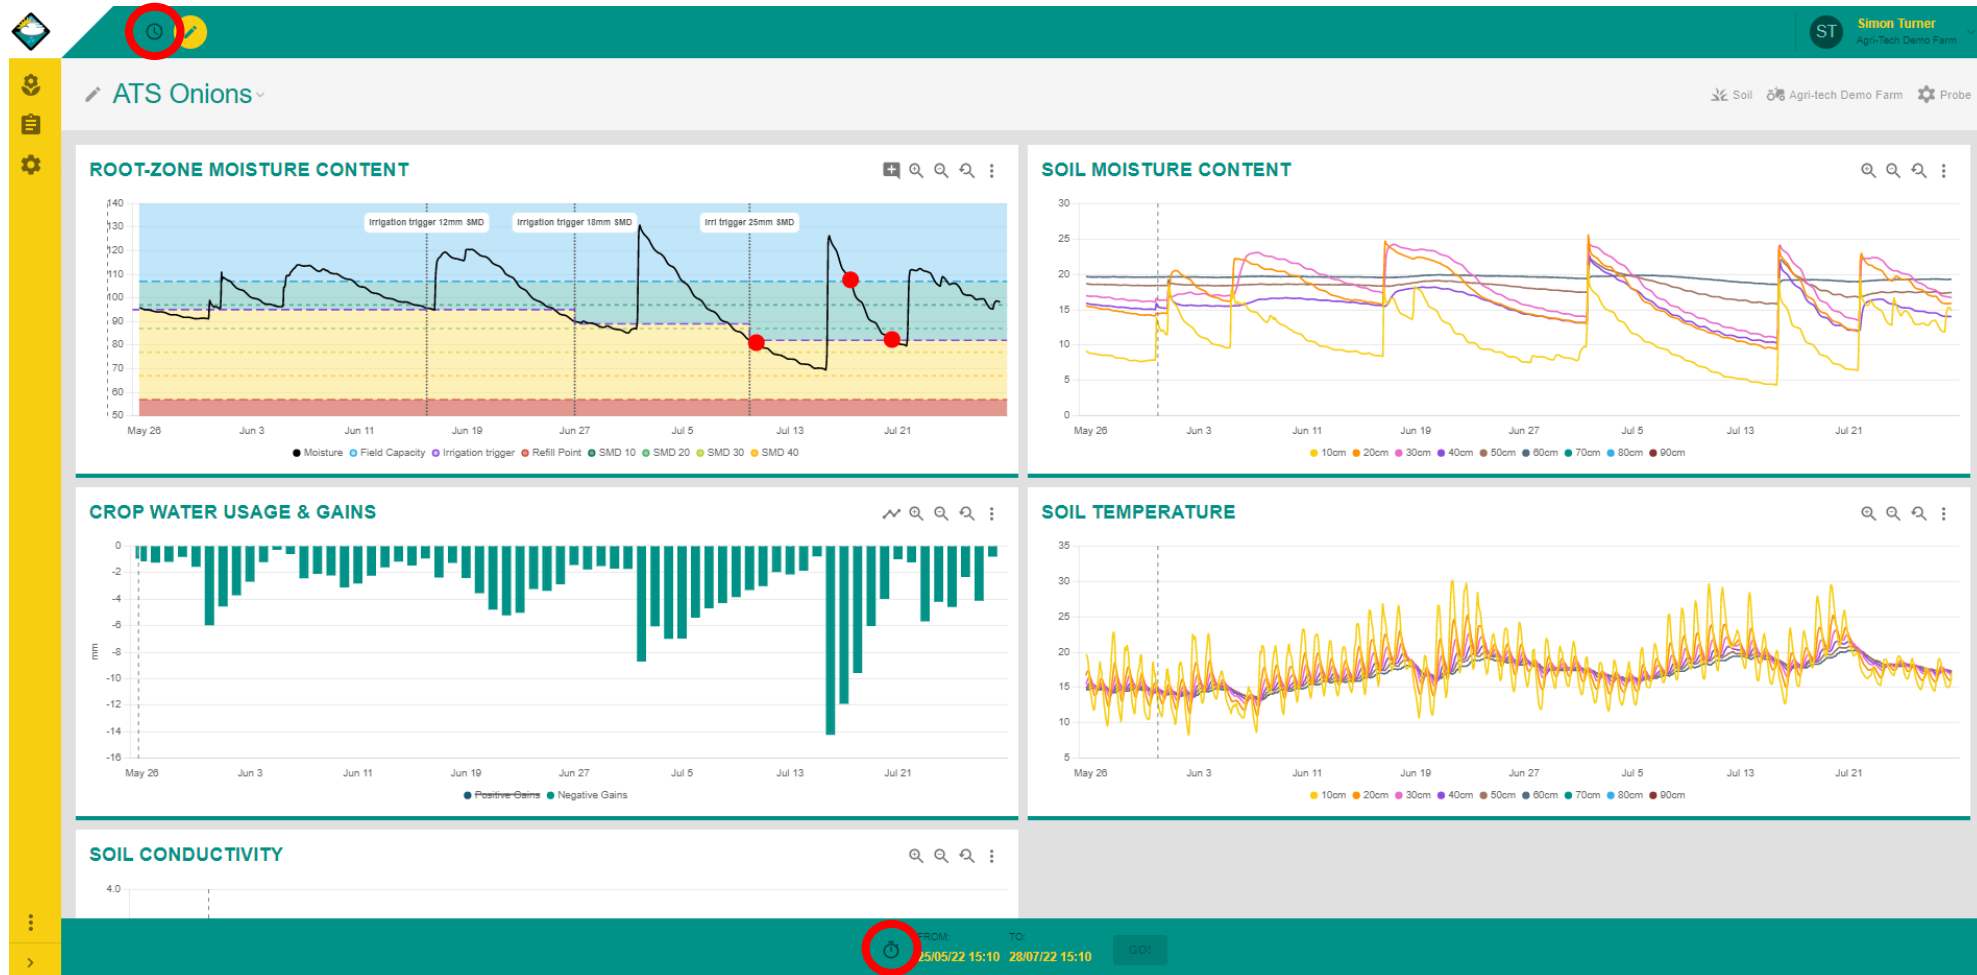 ST
Simon Turner
Agri-Tech Demo Farm
ATS Onions
Soil
Agri-tech Demo Farm
Probe
ROOT-ZONE MOISTURE CONTENT
140
130
120
110
100
90
80
70
60
50
Irrigation trigger 12mm SMD
Irrigation trigger 18mm SMD
Irri trigger 25mm SMD
May 26 Jun 3 Jun 11 Jun 19 Jun 27 Jul 5 Jul 13 Jul 21
Moisture Field Capacity Irrigation trigger Refill Point SMD 10 SMD 20 SMD 30 SMD 40
SOIL MOISTURE CONTENT
30
25
20
15
10
5
0
May 26 Jun 3 Jun 11 Jun 19 Jun 27 Jul 5 Jul 13 Jul 21
10cm 20cm 30cm 40cm 50cm 60cm 70cm 80cm 90cm
CROP WATER USAGE & GAINS
0
-2
-4
-6
-8
-10
-12
-14
-16
mm
May 26 Jun 3 Jun 11 Jun 19 Jun 27 Jul 5 Jul 13 Jul 21
Positive Gains Negative Gains
SOIL TEMPERATURE
35
30
25
20
15
10
5
May 26 Jun 3 Jun 11 Jun 19 Jun 27 Jul 5 Jul 13 Jul 21
10cm 20cm 30cm 40cm 50cm 60cm 70cm 80cm 90cm
SOIL CONDUCTIVITY
4.0
FROM: TO:
25/05/22 15:10 28/07/22 15:10
GO!